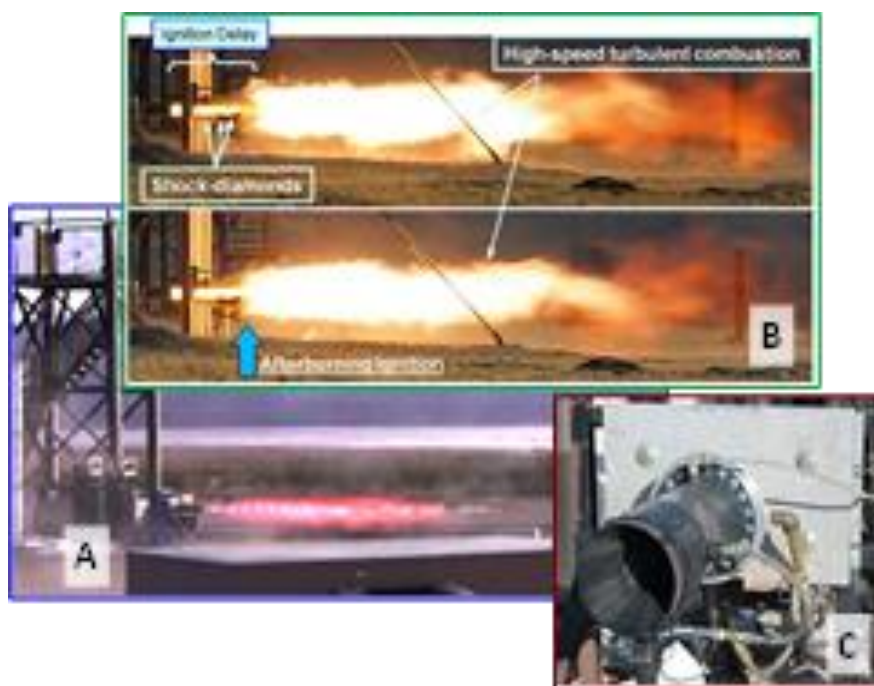 Ignition Delay
High-speed turbulent combustion
Shock-diamonds
B
Afterburning Ignition
A
C